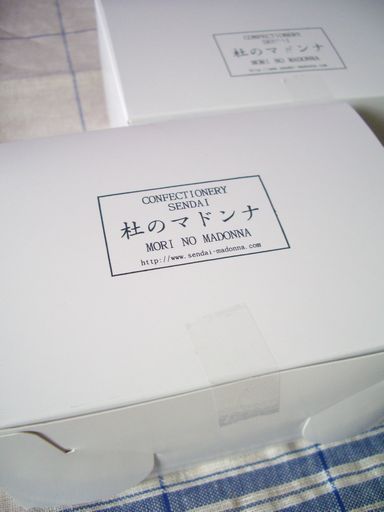 CONFECTIONERY
杜のマドンナ
MORI NO MADONNA
CONFECTIONERY
SENDAI
杜のマドンナ
MORI NO MADONNA
http://www.sendai-madonna.com